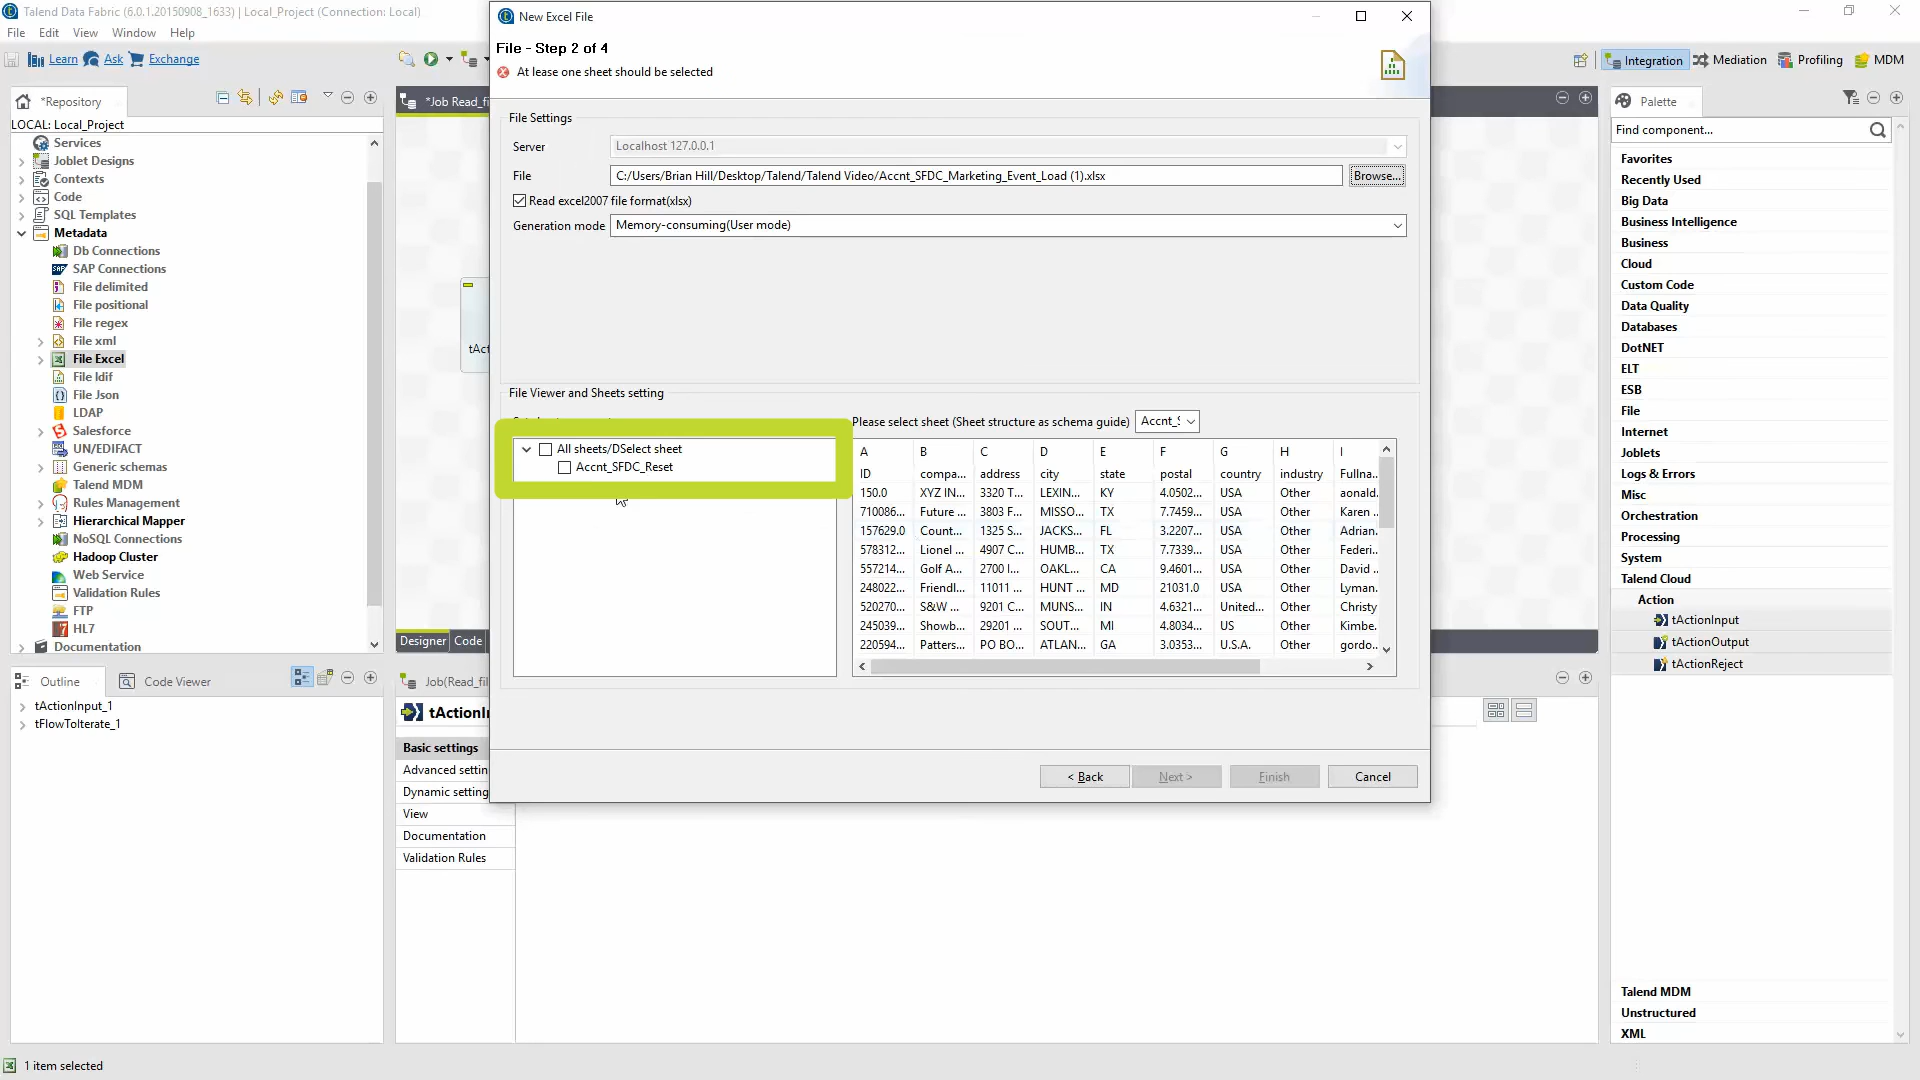 Talend Data Fabric (6.0.1.20150908_1633) | Local_Project (Connection: Local)
File Edit View Window Help
Learn Ask Exchange
Integration Mediation Profiling MDM
*Repository
LOCAL: Local_Project
Services
Joblet Designs
Contexts
Code
SQL Templates
Metadata
Db Connections
SAP Connections
File delimited
File positional
File regex
File xml
File Excel
File ldif
File Json
LDAP
Salesforce
UN/EDIFACT
Generic schemas
Talend MDM
Rules Management
Hierarchical Mapper
NoSQL Connections
Hadoop Cluster
Web Service
Validation Rules
FTP
HL7
Documentation
Outline
Code Viewer
tActionInput_1
tFlowToIterate_1
1 item selected
*Job Read_fi
tAct
Designer Code
Job(Read_fil
tActionIn
Basic settings
Advanced settin
Dynamic setting
View
Documentation
Validation Rules
New Excel File
File - Step 2 of 4
At lease one sheet should be selected
File Settings
Server Localhost 127.0.0.1
File C:/Users/Brian Hill/Desktop/Talend/Talend Video/Accnt_SFDC_Marketing_Event_Load (1).xlsx Browse...
Read excel2007 file format(xlsx)
Generation mode Memory-consuming(User mode)
File Viewer and Sheets setting
All sheets/DSelect sheet
Accnt_SFDC_Reset
Please select sheet (Sheet structure as schema guide) Accnt_S
A B C D E F G H I
ID compa... address city state postal country industry Fullna...
150.0 XYZ IN... 3320 T... LEXIN... KY 4.0502... USA Other aonald.
710086... Future ... 3803 F... MISSO... TX 7.7459... USA Other Karen ..
157629.0 Count... 1325 S... JACKS... FL 3.2207... USA Other Adrian.
578312... Lionel ... 4907 C... HUMB... TX 7.7339... USA Other Federi..
557214... Golf A... 2700 I... OAKL... CA 9.4601... USA Other David ..
248022... Friendl... 11011 ... HUNT ... MD 21031.0 USA Other Lyman.
520270... S&W ... 9201 C... MUNS... IN 4.6321... United... Other Christy
245039... Showb... 29201 ... SOUT... MI 4.8034... US Other Kimbe.
220594... Patters... PO BO... ATLAN... GA 3.0353... U.S.A. Other gordo..
< Back Next > Finish Cancel
Palette
Find component...
Favorites
Recently Used
Big Data
Business Intelligence
Business
Cloud
Custom Code
Data Quality
Databases
DotNET
ELT
ESB
File
Internet
Joblets
Logs & Errors
Misc
Orchestration
Processing
System
Talend Cloud
Action
tActionInput
tActionOutput
tActionReject
Talend MDM
Unstructured
XML